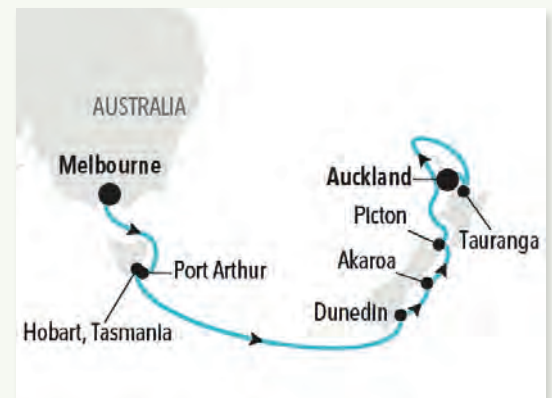 AUSTRALIA
Melbourne
Auckland
Picton
Tauranga
Akaroa
Port Arthur
Dunedin
Hobart, Tasmania